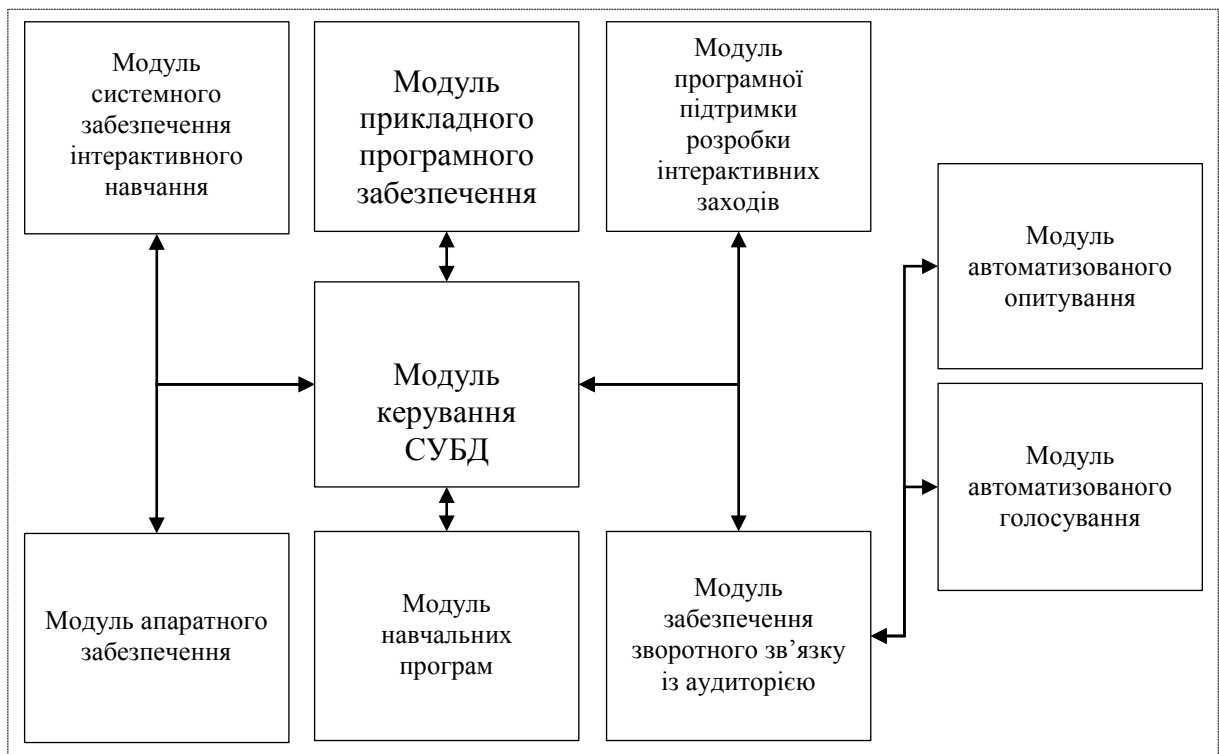 Модуль
системного
забезпечення
інтерактивного
навчання
Модуль
прикладного
програмного
забезпечення
Модуль
програмної
підтримки
розробки
інтерактивних
заходів
Модуль
автоматизованого
опитування
Модуль
керування
СУБД
Модуль
автоматизованого
голосування
Модуль апаратного
забезпечення
Модуль
навчальних
програм
Модуль
забезпечення
зворотного зв’язку
із аудиторією